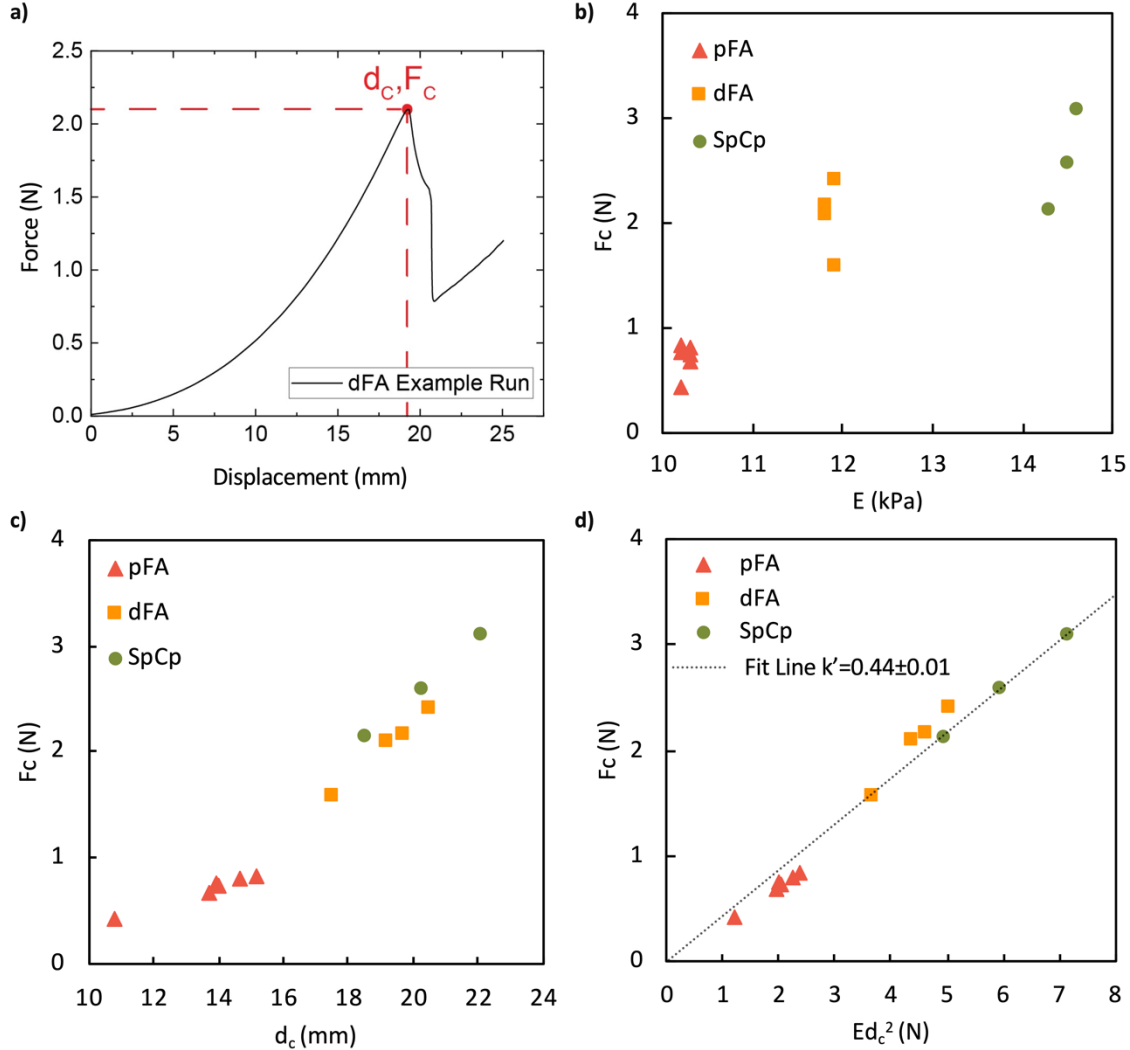 a)
2.5
2.0
1.5
1.0
0.5
0.0
Force (N)
dC,FC
dFA Example Run
0 5 10 15 20 25
Displacement (mm)
b)
4
3
2
1
0
Fc (N)
pFA
dFA
SpCp
10 11 12 13 14 15
E (kPa)
c)
4
3
2
1
0
Fc (N)
pFA
dFA
SpCp
10 12 14 16 18 20 22 24
dc (mm)
d)
4
3
2
1
0
Fc (N)
pFA
dFA
SpCp
Fit Line k’=0.44±0.01
0 1 2 3 4 5 6 7 8
Edc² (N)